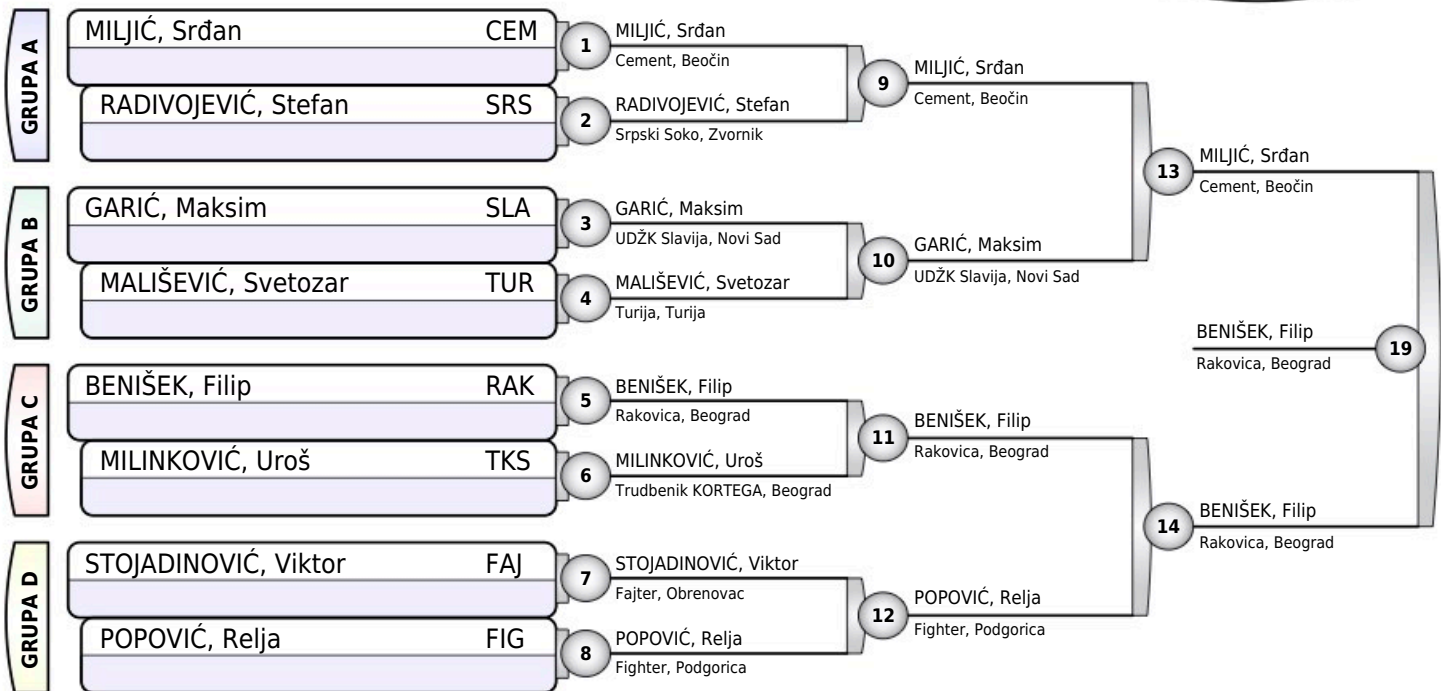 GRUPA A
MILJIĆ, Srđan CEM
RADIVOJEVIĆ, Stefan SRS
GRUPA B
GARIĆ, Maksim SLA
MALIŠEVIĆ, Svetozar TUR
GRUPA C
BENIŠEK, Filip RAK
MILINKOVIĆ, Uroš TKS
GRUPA D
STOJADINOVIĆ, Viktor FAJ
POPOVIĆ, Relja FIG
1
MILJIĆ, Srđan
Cement, Beočin
2
RADIVOJEVIĆ, Stefan
Srpski Soko, Zvornik
3
GARIĆ, Maksim
UDŽK Slavija, Novi Sad
4
MALIŠEVIĆ, Svetozar
Turija, Turija
5
BENIŠEK, Filip
Rakovica, Beograd
6
MILINKOVIĆ, Uroš
Trudbenik KORTEGA, Beograd
7
STOJADINOVIĆ, Viktor
Fajter, Obrenovac
8
POPOVIĆ, Relja
Fighter, Podgorica
9
MILJIĆ, Srđan
Cement, Beočin
10
GARIĆ, Maksim
UDŽK Slavija, Novi Sad
11
BENIŠEK, Filip
Rakovica, Beograd
12
POPOVIĆ, Relja
Fighter, Podgorica
13
MILJIĆ, Srđan
Cement, Beočin
14
BENIŠEK, Filip
Rakovica, Beograd
BENIŠEK, Filip
Rakovica, Beograd
19